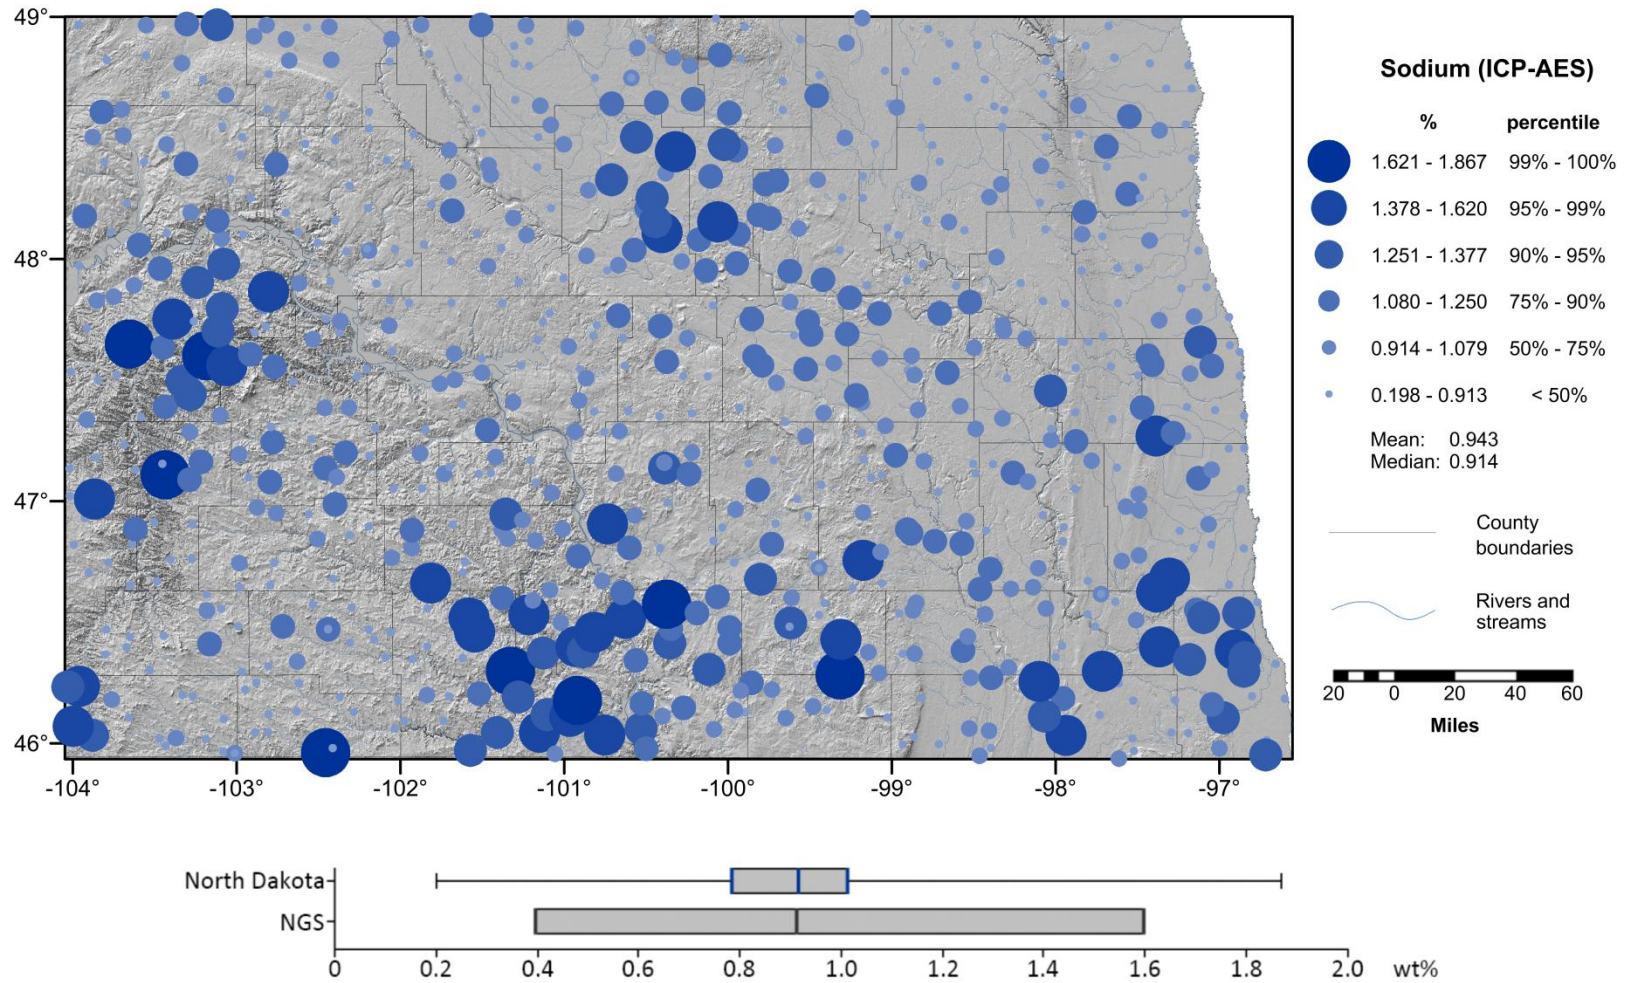 49°
48°
47°
46°
-104°
-103°
-102°
-101°
-100°
-99°
-98°
-97°
Sodium (ICP-AES)
% percentile
1.621 - 1.867 99% - 100%
1.378 - 1.620 95% - 99%
1.251 - 1.377 90% - 95%
1.080 - 1.250 75% - 90%
0.914 - 1.079 50% - 75%
0.198 - 0.913 < 50%
Mean: 0.943
Median: 0.914
County
boundaries
Rivers and
streams
20 0 20 40 60
Miles
North Dakota
NGS
0 0.2 0.4 0.6 0.8 1.0 1.2 1.4 1.6 1.8 2.0 wt%